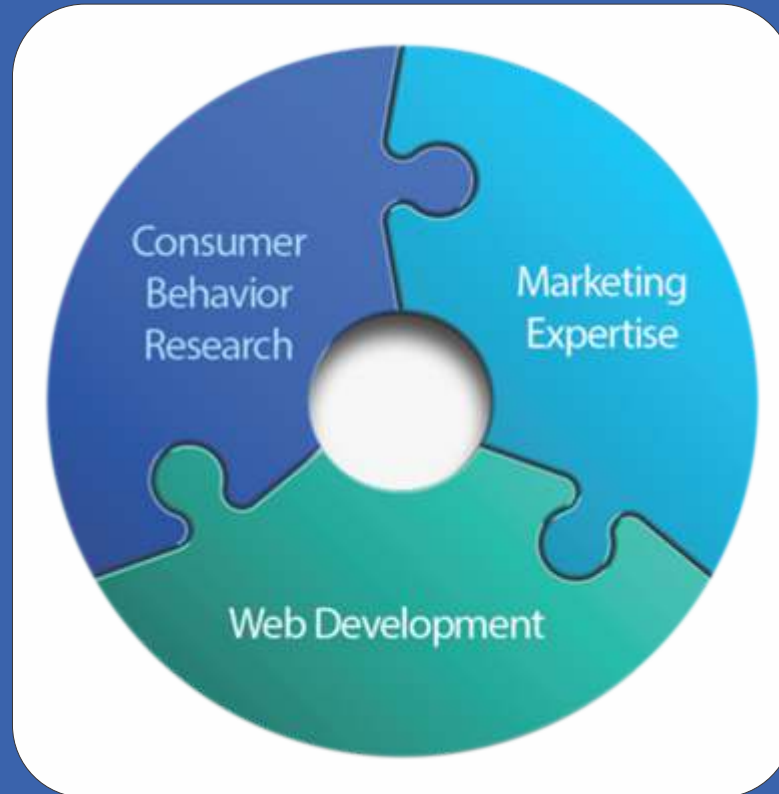 Consumer
Behavior
Research
Marketing
Expertise
Web Development